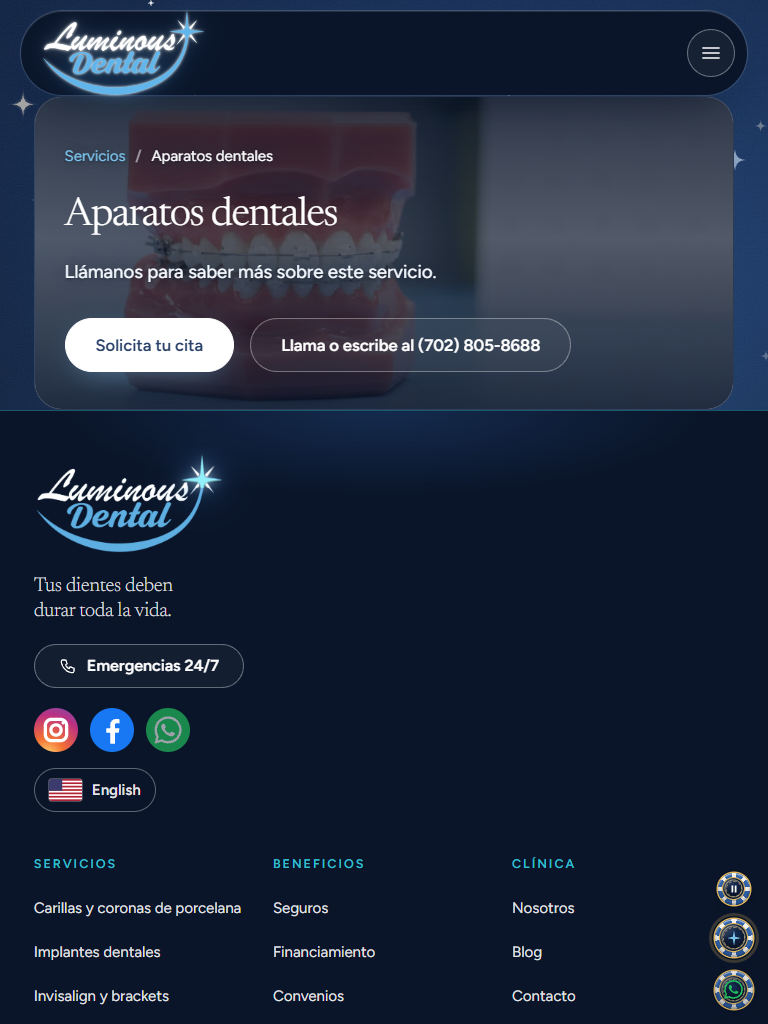 Luminous
Dental
Servicios / Aparatos dentales
Aparatos dentales
Llámanos para saber más sobre este servicio.
Solicita tu cita
Llama o escribe al (702) 805-8688
Luminous
Dental
Tus dientes deben
durar toda la vida.
Emergencias 24/7
English
SERVICIOS
Carillas y coronas de porcelana
Implantes dentales
Invisalign y brackets
BENEFICIOS
Seguros
Financiamiento
Convenios
CLÍNICA
Nosotros
Blog
Contacto